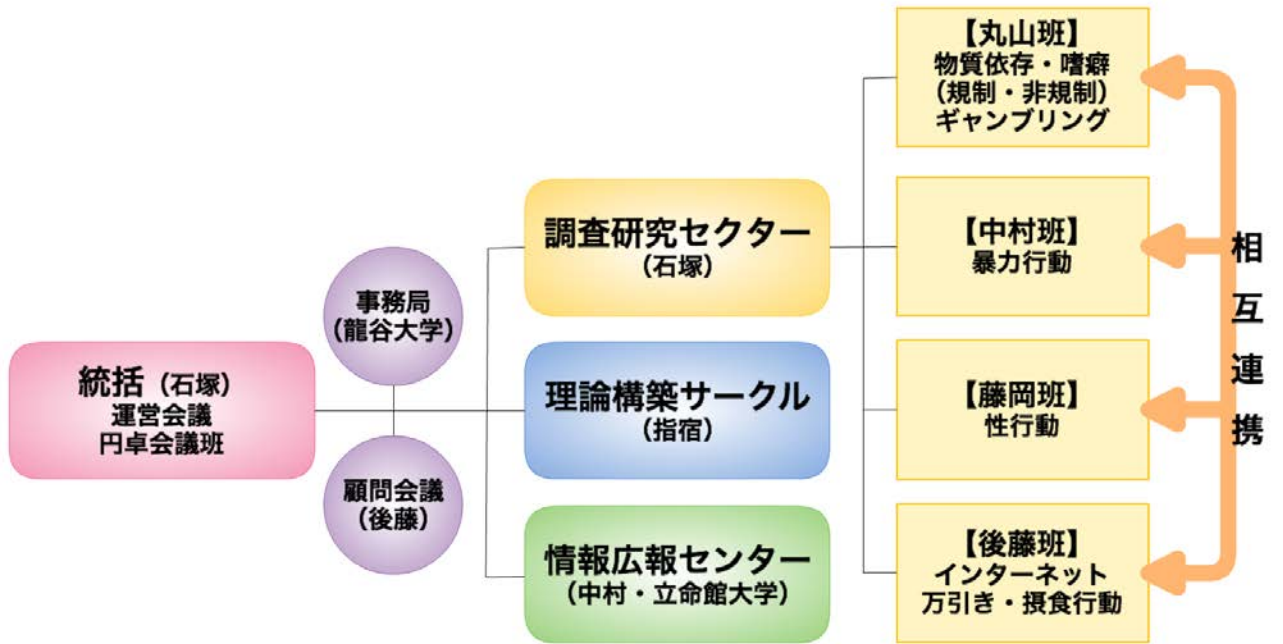 統括（石塚）
運営会議
円卓会議班
事務局
（龍谷大学）
顧問会議
（後藤）
調査研究セクター
（石塚）
理論構築サークル
（指宿）
情報広報センター
（中村・立命館大学）
【丸山班】
物質依存・嗜癖
（規制・非規制）
ギャンブリング
【中村班】
暴力行動
【藤岡班】
性行動
【後藤班】
インターネット
万引き・摂食行動
相互連携